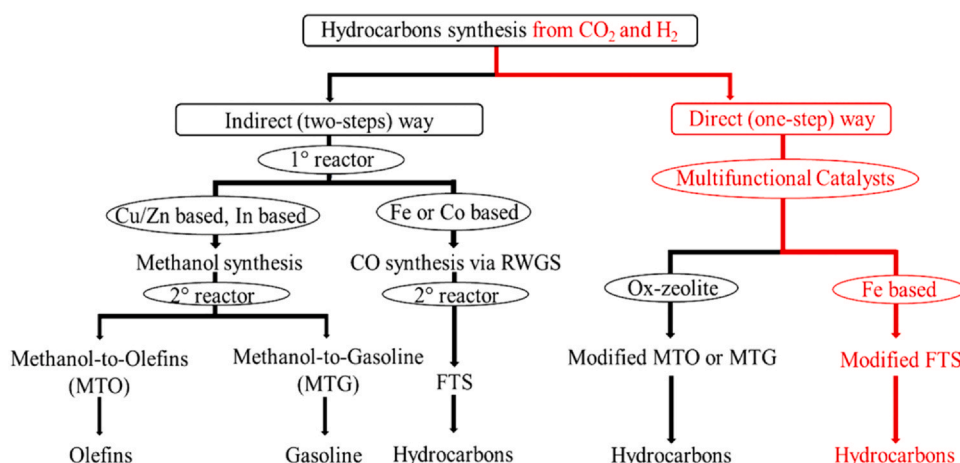 Hydrocarbons synthesis from CO₂ and H₂
Indirect (two-steps) way
Direct (one-step) way
1° reactor
Multifunctional Catalysts
Cu/Zn based, In based
Fe or Co based
Methanol synthesis
CO synthesis via RWGS
2° reactor
2° reactor
Ox-zeolite
Fe based
Methanol-to-Olefins
(MTO)
Methanol-to-Gasoline
(MTG)
FTS
Modified MTO or MTG
Modified FTS
Olefins
Gasoline
Hydrocarbons
Hydrocarbons
Hydrocarbons